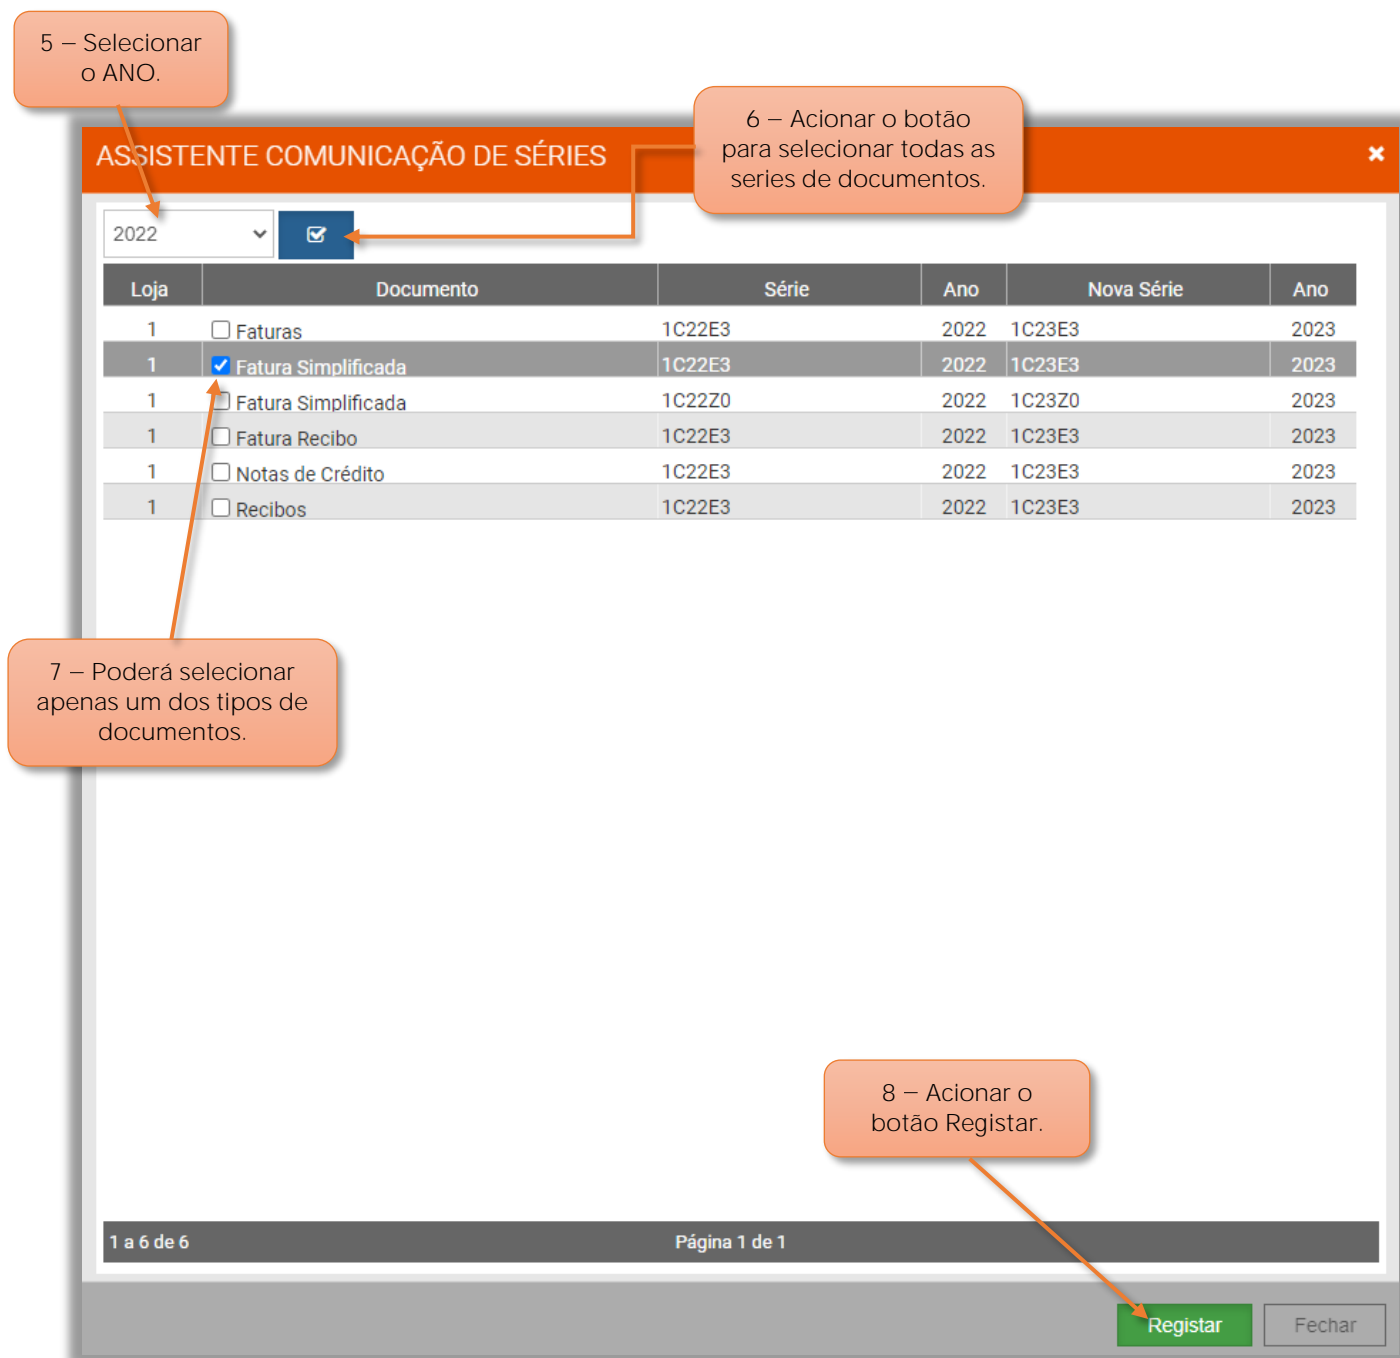 5 – Selecionar
o ANO.
6 – Acionar o botão
para selecionar todas as
series de documentos.
ASSISTENTE COMUNICAÇÃO DE SÉRIES
2022
Loja Documento Série Ano Nova Série Ano
1 Faturas 1C22E3 2022 1C23E3 2023
1 Fatura Simplificada 1C22E3 2022 1C23E3 2023
1 Fatura Simplificada 1C22Z0 2022 1C23Z0 2023
1 Fatura Recibo 1C22E3 2022 1C23E3 2023
1 Notas de Crédito 1C22E3 2022 1C23E3 2023
1 Recibos 1C22E3 2022 1C23E3 2023
7 – Poderá selecionar
apenas um dos tipos de
documentos.
8 – Acionar o
botão Registar.
1 a 6 de 6 Página 1 de 1
Registar Fechar